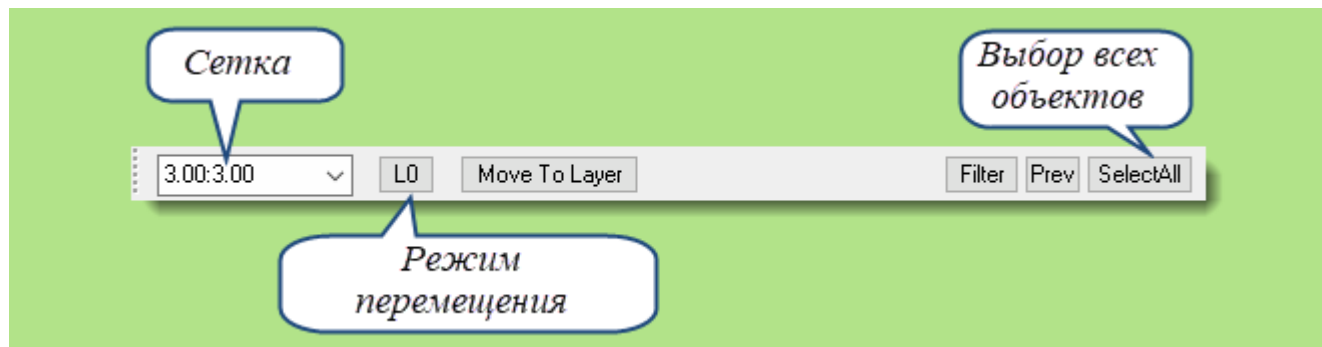 Сетка
Выбор всех
объектов
3.00:3.00 L0 Move To Layer Filter Prev SelectAll
Режим
перемещения